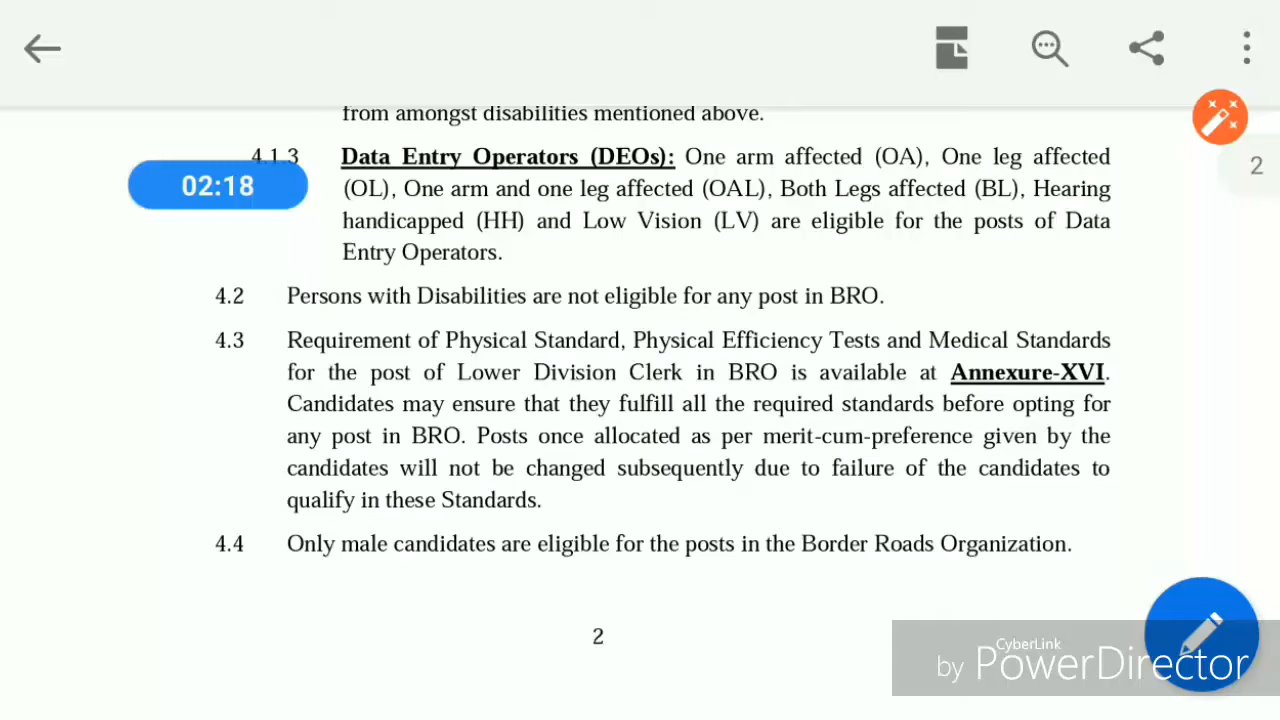 from amongst disabilities mentioned above.
4.1.3 Data Entry Operators (DEOs): One arm affected (OA), One leg affected
(OL), One arm and one leg affected (OAL), Both Legs affected (BL), Hearing
handicapped (HH) and Low Vision (LV) are eligible for the posts of Data
Entry Operators.
2
02:18
4.2 Persons with Disabilities are not eligible for any post in BRO.
4.3 Requirement of Physical Standard, Physical Efficiency Tests and Medical Standards
for the post of Lower Division Clerk in BRO is available at Annexure-XVI.
Candidates may ensure that they fulfill all the required standards before opting for
any post in BRO. Posts once allocated as per merit-cum-preference given by the
candidates will not be changed subsequently due to failure of the candidates to
qualify in these Standards.
4.4 Only male candidates are eligible for the posts in the Border Roads Organization.
2
CyberLink
by PowerDirector